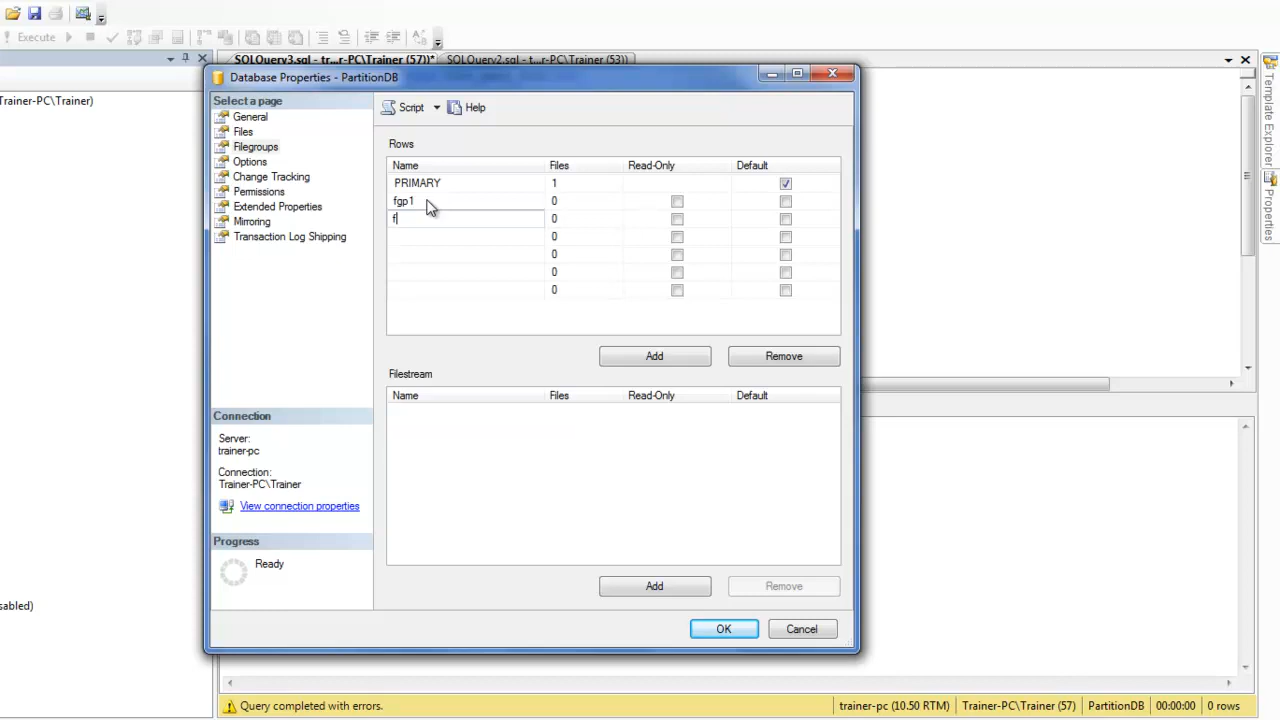 Execute
SQLQuery3.sql - tr...r-PC\Trainer (57))*
SQLQuery2.sql - t...r-PC\Trainer (53))
Database Properties - PartitionDB
Select a page
Script
Help
Trainer-PC\Trainer)
General
Files
Filegroups
Options
Change Tracking
Permissions
Extended Properties
Mirroring
Transaction Log Shipping
Rows
Name Files Read-Only Default
PRIMARY 1
fgp1 0
f 0
0
0
0
0
Add Remove
Filestream
Name Files Read-Only Default
Connection
Server:
trainer-pc
Connection:
Trainer-PC\Trainer
View connection properties
Progress
Ready
Add Remove
OK Cancel
sabled)
Template Explorer
Properties
Query completed with errors.
trainer-pc (10.50 RTM) Trainer-PC\Trainer (57) PartitionDB 00:00:00 0 rows